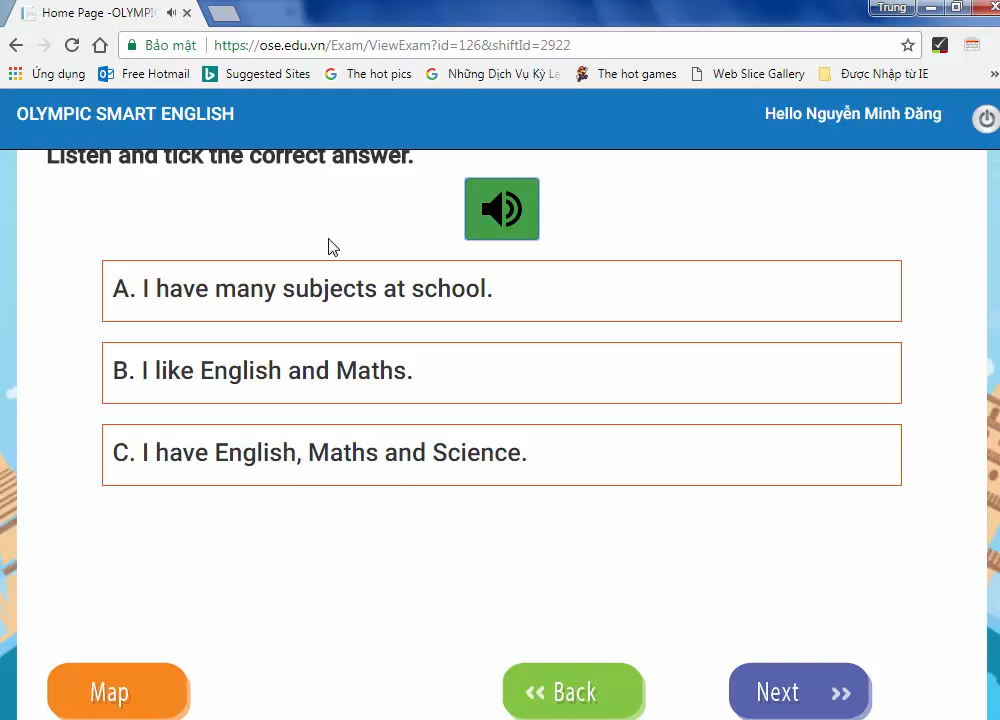 Home Page -OLYMPI
Trung
Bảo mật https://ose.edu.vn/Exam/ViewExam?id=126&shiftId=2922
Ứng dụng Free Hotmail Suggested Sites The hot pics Những Dịch Vụ Kỳ Lạ The hot games Web Slice Gallery Được Nhập từ IE »
OLYMPIC SMART ENGLISH Hello Nguyễn Minh Đăng
Listen and tick the correct answer.
A. I have many subjects at school.
B. I like English and Maths.
C. I have English, Maths and Science.
Map << Back Next >>